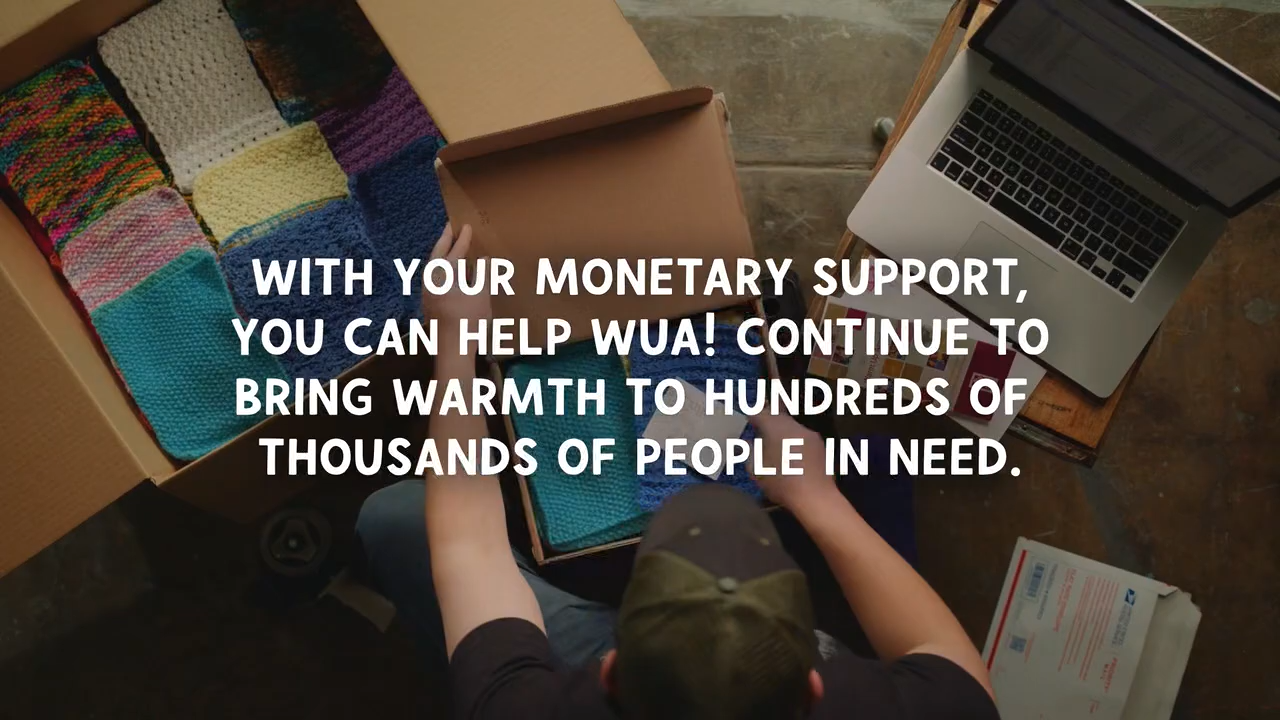 WITH YOUR MONETARY SUPPORT,
YOU CAN HELP WUA! CONTINUE TO
BRING WARMTH TO HUNDREDS OF
THOUSANDS OF PEOPLE IN NEED.